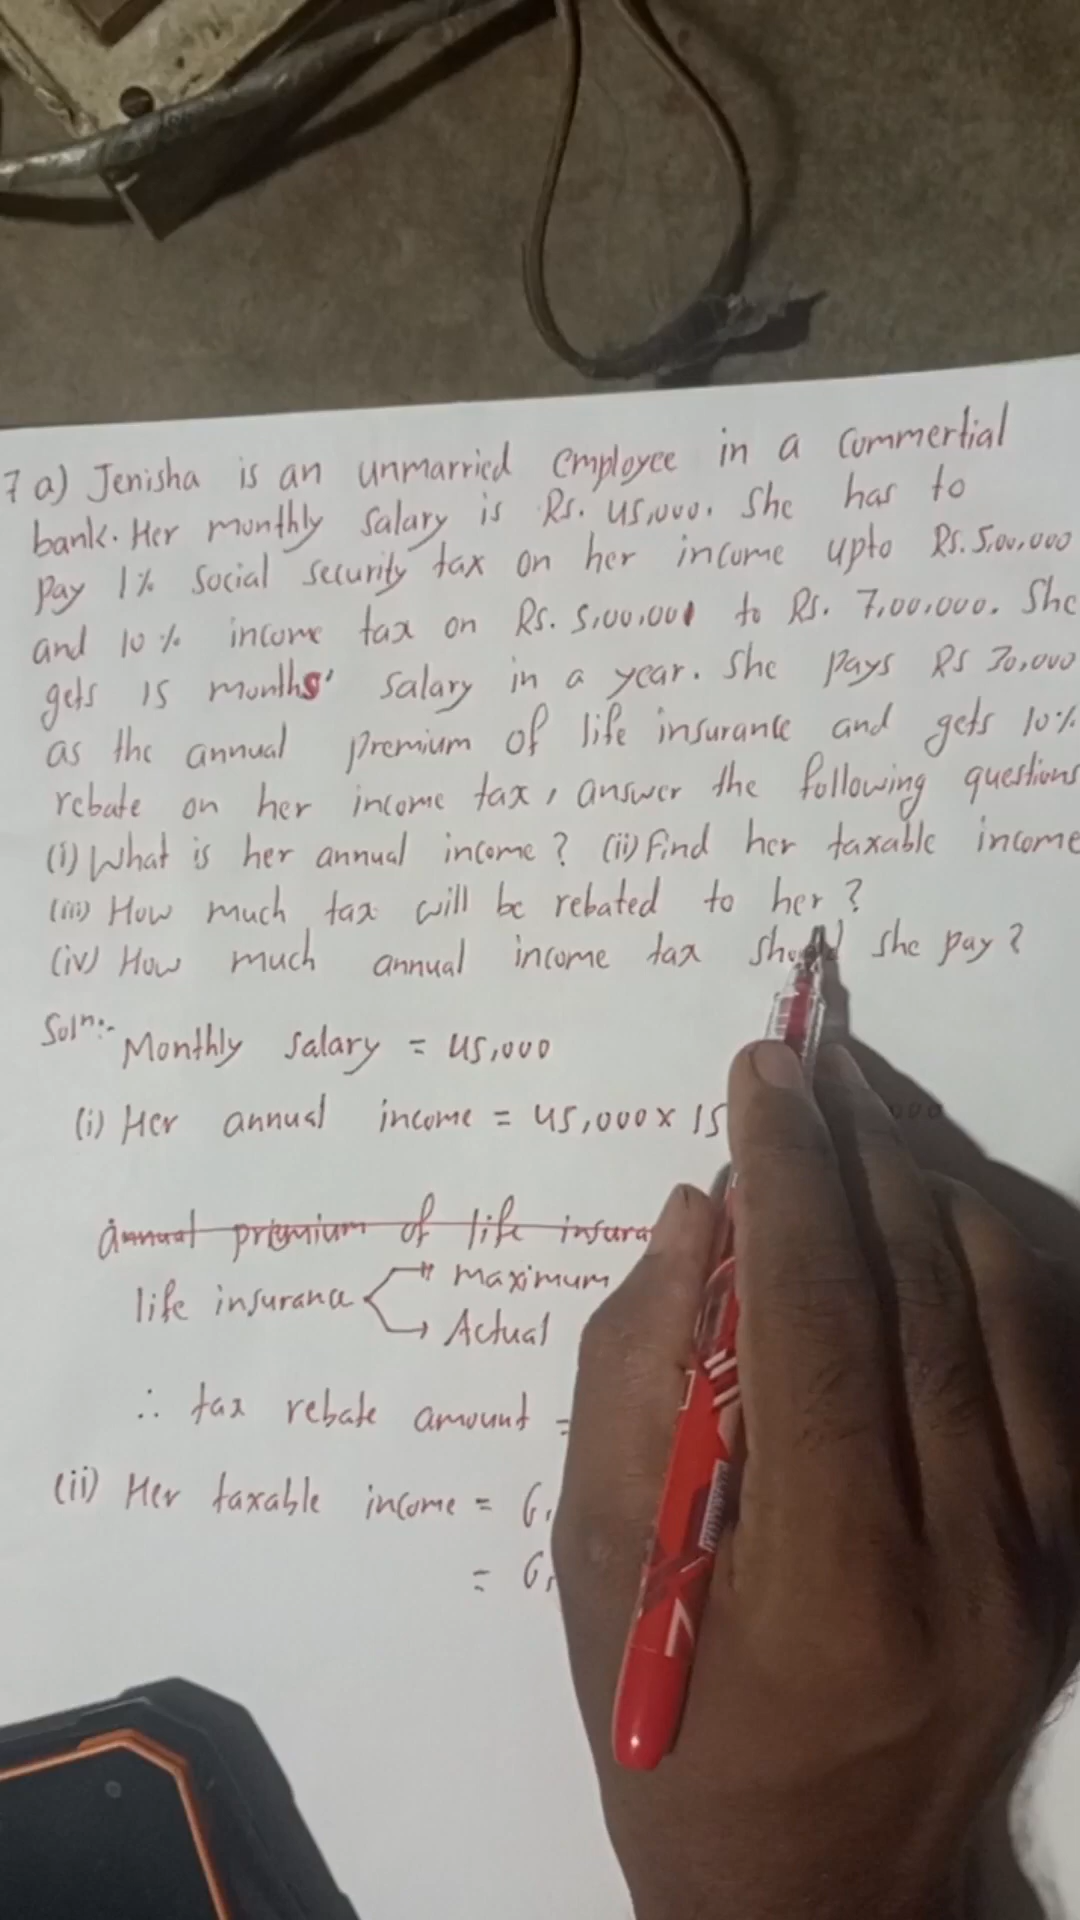 7 a) Jenisha is an unmarried employee in a Commertial
bank. Her monthly salary is Rs. 45,000. She has to
pay 1% social security tax on her income upto Rs. 5,00,000
and 10% income tax on Rs. 5,00,001 to Rs. 7,00,000. She
gets 15 months' salary in a year. She pays Rs 30,000
as the annual premium of life insurance and gets 10%
rebate on her income tax, answer the following questions
(i) What is her annual income? (ii) find her taxable income
(iii) How much tax will be rebated to her?
(iv) How much annual income tax should she pay?
Soln:-
Monthly salary = 45,000
(i) Her annual income = 45,000 x 15
000
Annual premium of life
life insurance
maximum
Actual
∴ tax rebate amount =
(ii) Her taxable income = 6,
= 6,